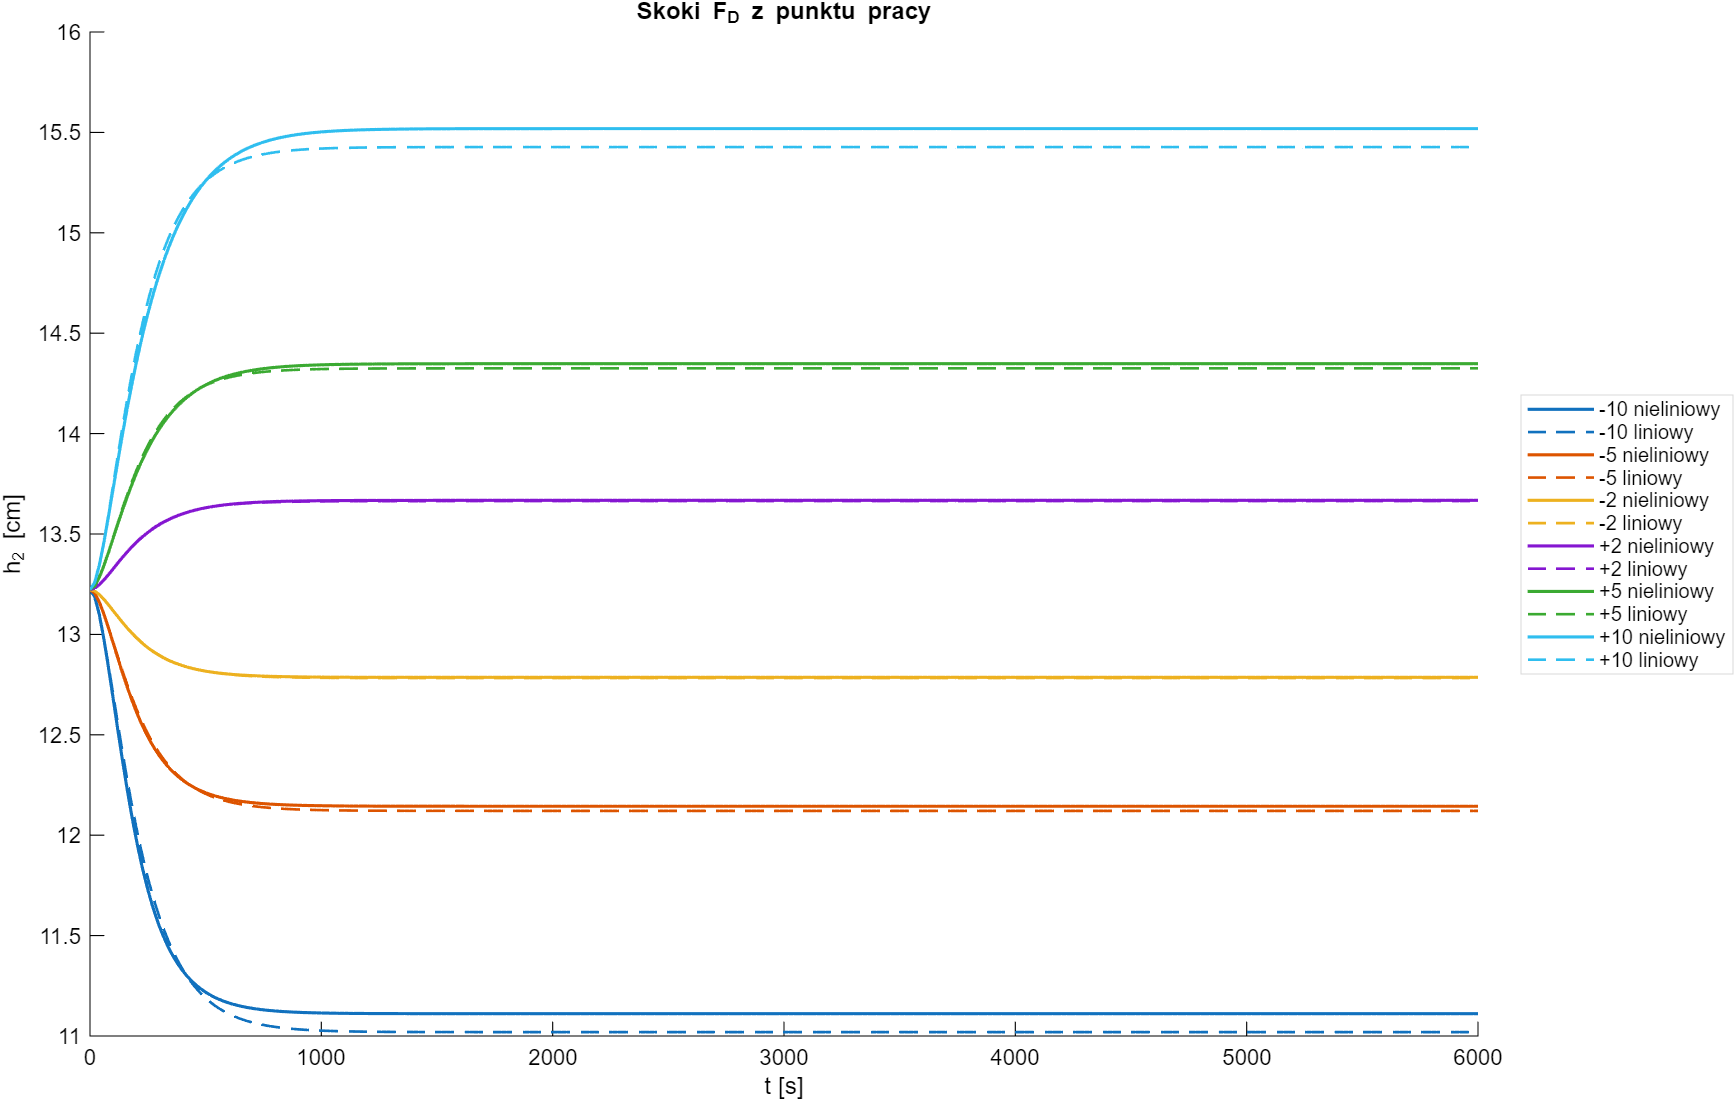 Skoki F_D z punktu pracy
16
15.5
15
14.5
14
13.5
13
12.5
12
11.5
11
h_2 [cm]
0 1000 2000 3000 4000 5000 6000
t [s]
-10 nieliniowy
-10 liniowy
-5 nieliniowy
-5 liniowy
-2 nieliniowy
-2 liniowy
+2 nieliniowy
+2 liniowy
+5 nieliniowy
+5 liniowy
+10 nieliniowy
+10 liniowy